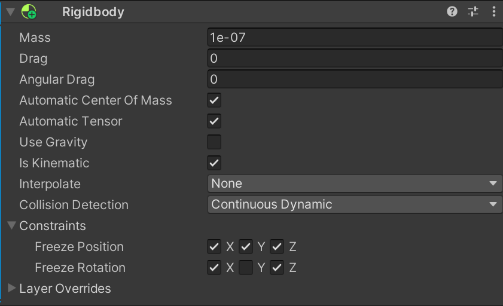 Rigidbody
Mass 1e-07
Drag 0
Angular Drag 0
Automatic Center Of Mass
Automatic Tensor
Use Gravity
Is Kinematic
Interpolate None
Collision Detection Continuous Dynamic
Constraints
Freeze Position X Y Z
Freeze Rotation X Y Z
Layer Overrides